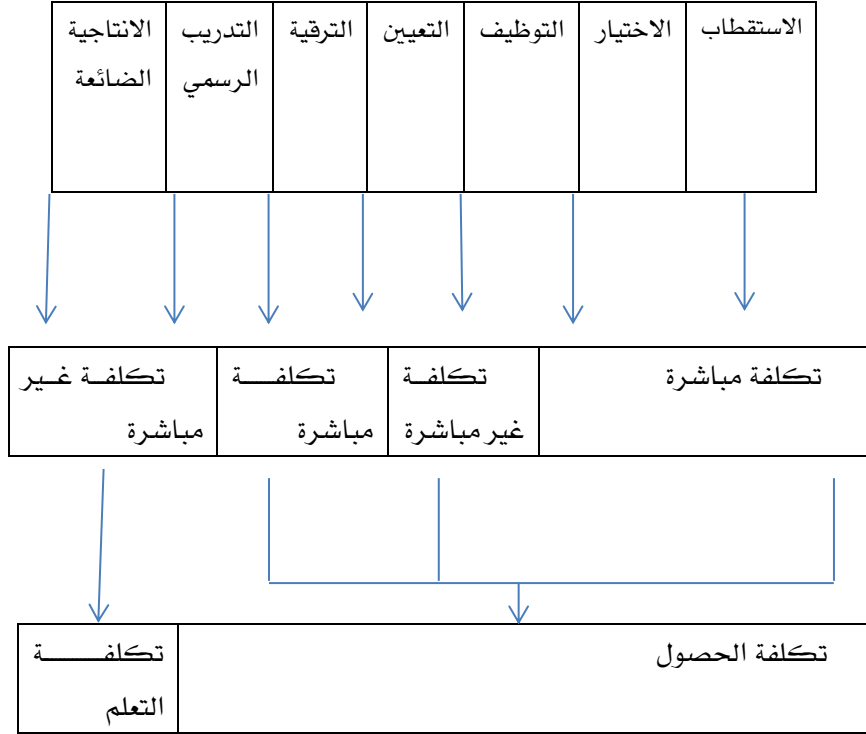 الاستقطاب
الاختيار
التوظيف
التعيين
الترقية
التدريب
الرسمي
الانتاجية
الضائعة
تكلفة مباشرة
تكلفة
غير مباشرة
تكلفة
مباشرة
تكلفة غير
مباشرة
تكلفة الحصول
تكلفة
التعلم